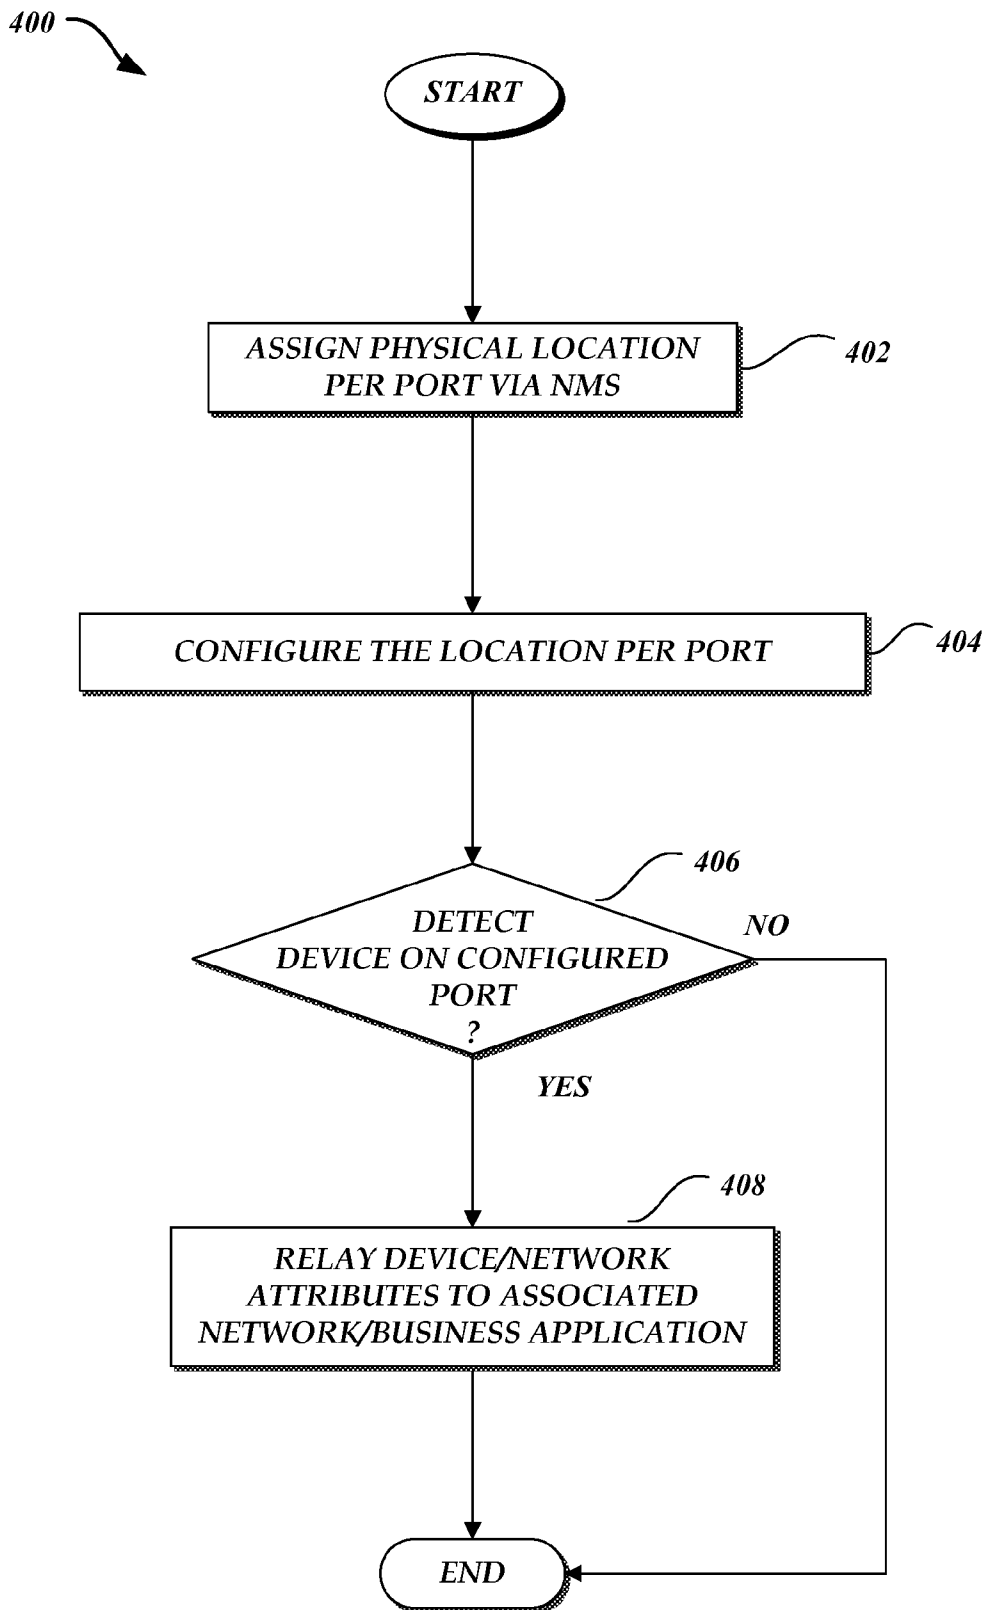 400
START
ASSIGN PHYSICAL LOCATION
PER PORT VIA NMS
402
CONFIGURE THE LOCATION PER PORT
404
406
DETECT
DEVICE ON CONFIGURED
PORT
?
NO
YES
408
RELAY DEVICE/NETWORK
ATTRIBUTES TO ASSOCIATED
NETWORK/BUSINESS APPLICATION
END